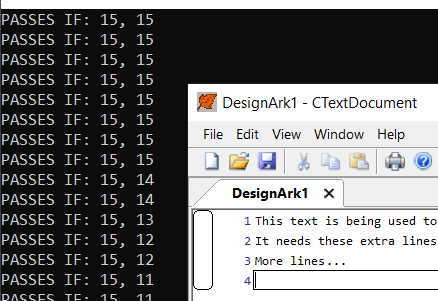 PASSES IF: 15, 15
PASSES IF: 15, 15
PASSES IF: 15, 15
PASSES IF: 15, 15
PASSES IF: 15, 15
PASSES IF: 15, 15
PASSES IF: 15, 15
PASSES IF: 15, 15
PASSES IF: 15, 14
PASSES IF: 15, 14
PASSES IF: 15, 13
PASSES IF: 15, 12
PASSES IF: 15, 12
PASSES IF: 15, 11
PASSES IF: 15, 11
DesignArk1 - CTextDocument
File Edit View Window Help
DesignArk1 ×
1 This text is being used to
2 It needs these extra lines
3 More lines...
4